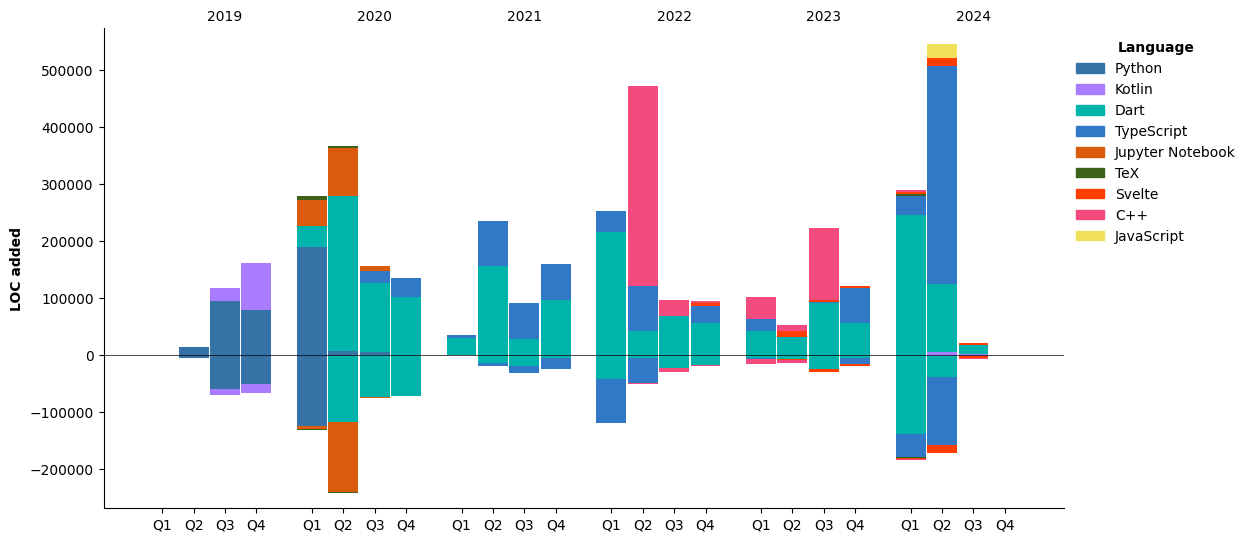 2019 2020 2021 2022 2023 2024
Language
Python
Kotlin
Dart
TypeScript
Jupyter Notebook
TeX
Svelte
C++
JavaScript
LOC added
500000
400000
300000
200000
100000
0
−100000
−200000
Q1 Q2 Q3 Q4 Q1 Q2 Q3 Q4 Q1 Q2 Q3 Q4 Q1 Q2 Q3 Q4 Q1 Q2 Q3 Q4 Q1 Q2 Q3 Q4